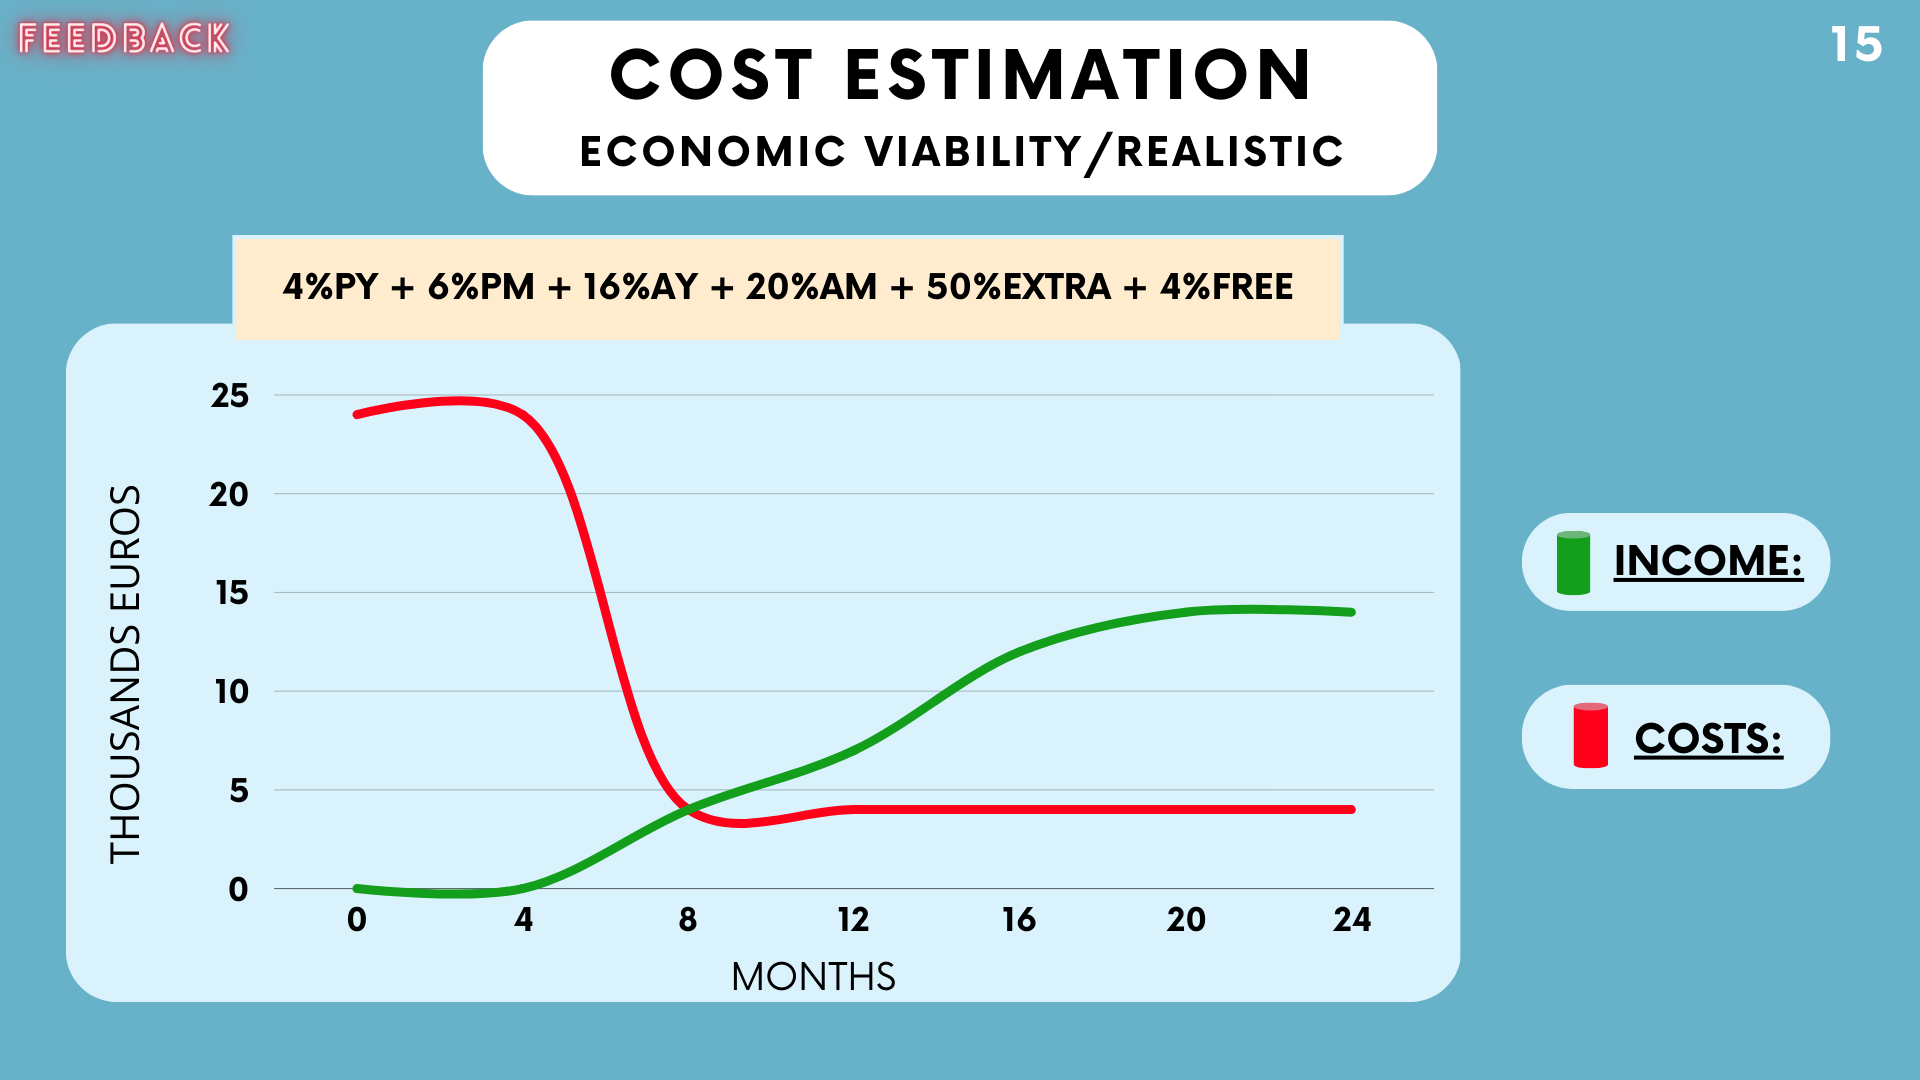 FEEDBACK
15
COST ESTIMATION
ECONOMIC VIABILITY/REALISTIC
4%PY + 6%PM + 16%AY + 20%AM + 50%EXTRA + 4%FREE
THOUSANDS EUROS
25
20
15
10
5
0
0 4 8 12 16 20 24
MONTHS
INCOME:
COSTS: